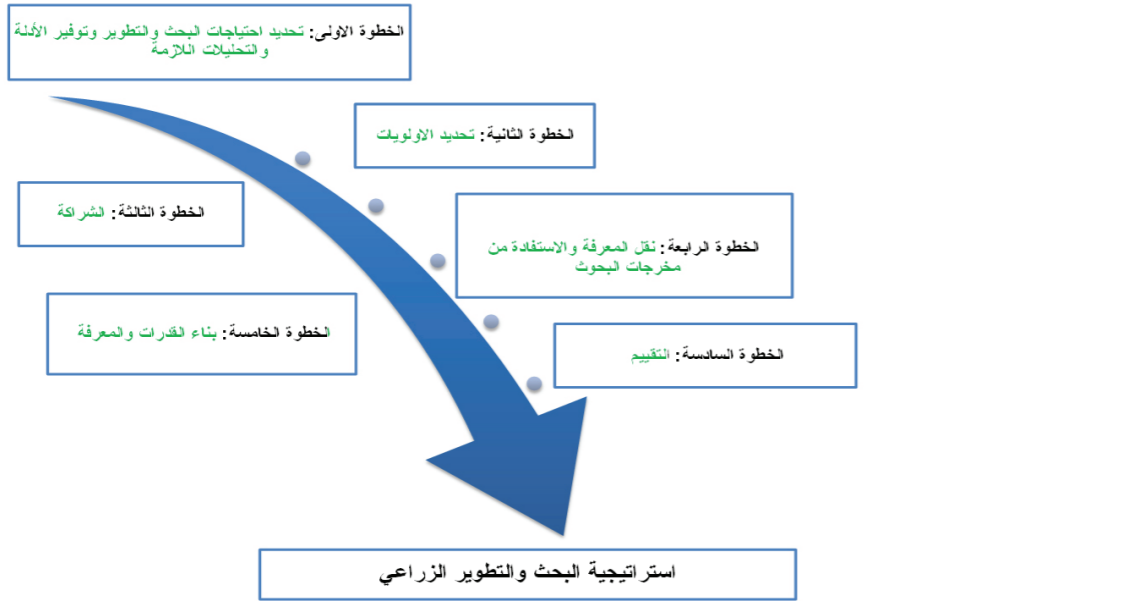 الخطوة الاولى: تحديد احتياجات البحث والتطوير وتوفير الأدلة
والتحليلات اللازمة
الخطوة الثانية: تحديد الاولويات
الخطوة الثالثة: الشراكة
الخطوة الرابعة: نقل المعرفة والاستفادة من
مخرجات البحوث
الخطوة الخامسة: بناء القدرات والمعرفة
الخطوة السادسة: التقييم
استراتيجية البحث والتطوير الزراعي